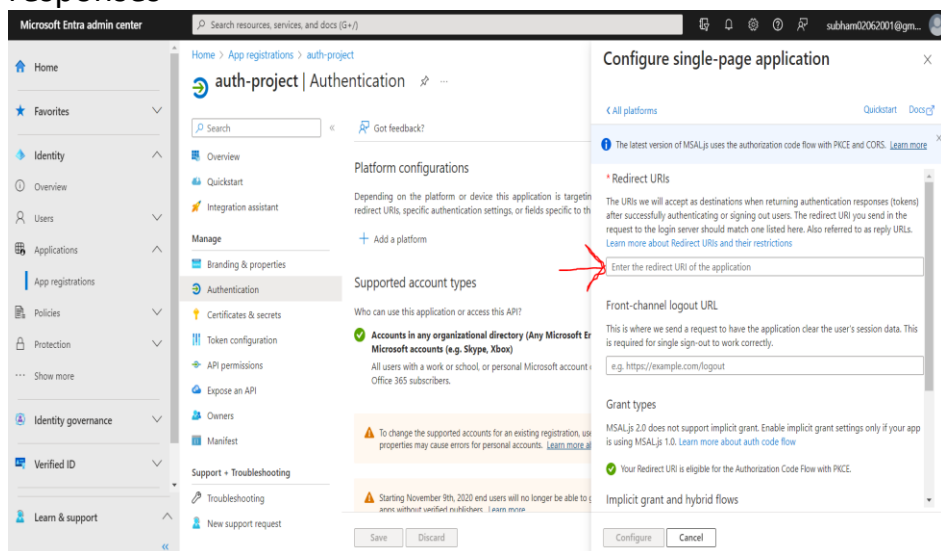 responses
Microsoft Entra admin center
Search resources, services, and docs (G+/)
subham02062001@gm...
Home
Favorites
Identity
Overview
Users
Applications
App registrations
Policies
Protection
Show more
Identity governance
Verified ID
Learn & support
Home > App registrations > auth-project
auth-project | Authentication
Search
Overview
Quickstart
Integration assistant
Manage
Branding & properties
Authentication
Certificates & secrets
Token configuration
API permissions
Expose an API
Owners
Manifest
Support + Troubleshooting
Troubleshooting
New support request
Got feedback?
Platform configurations
Depending on the platform or device this application is targetin
redirect URIs, specific authentication settings, or fields specific to th
+ Add a platform
Supported account types
Who can use this application or access this API?
Accounts in any organizational directory (Any Microsoft En
Microsoft accounts (e.g. Skype, Xbox)
All users with a work or school, or personal Microsoft account
Office 365 subscribers.
To change the supported accounts for an existing registration, use
properties may cause errors for personal accounts. Learn more al
Starting November 9th, 2020 end users will no longer be able to g
apps without verified publishers. Learn more
Save Discard
Configure single-page application
All platforms
Quickstart Docs
The latest version of MSAL.js uses the authorization code flow with PKCE and CORS. Learn more
* Redirect URIs
The URIs we will accept as destinations when returning authentication responses (tokens)
after successfully authenticating or signing out users. The redirect URI you send in the
request to the login server should match one listed here. Also referred to as reply URLs.
Learn more about Redirect URIs and their restrictions
Enter the redirect URI of the application
Front-channel logout URL
This is where we send a request to have the application clear the user's session data. This
is required for single sign-out to work correctly.
e.g. https://example.com/logout
Grant types
MSAL.js 2.0 does not support implicit grant. Enable implicit grant settings only if your app
is using MSAL.js 1.0. Learn more about auth code flow
Your Redirect URI is eligible for the Authorization Code Flow with PKCE.
Implicit grant and hybrid flows
Configure Cancel